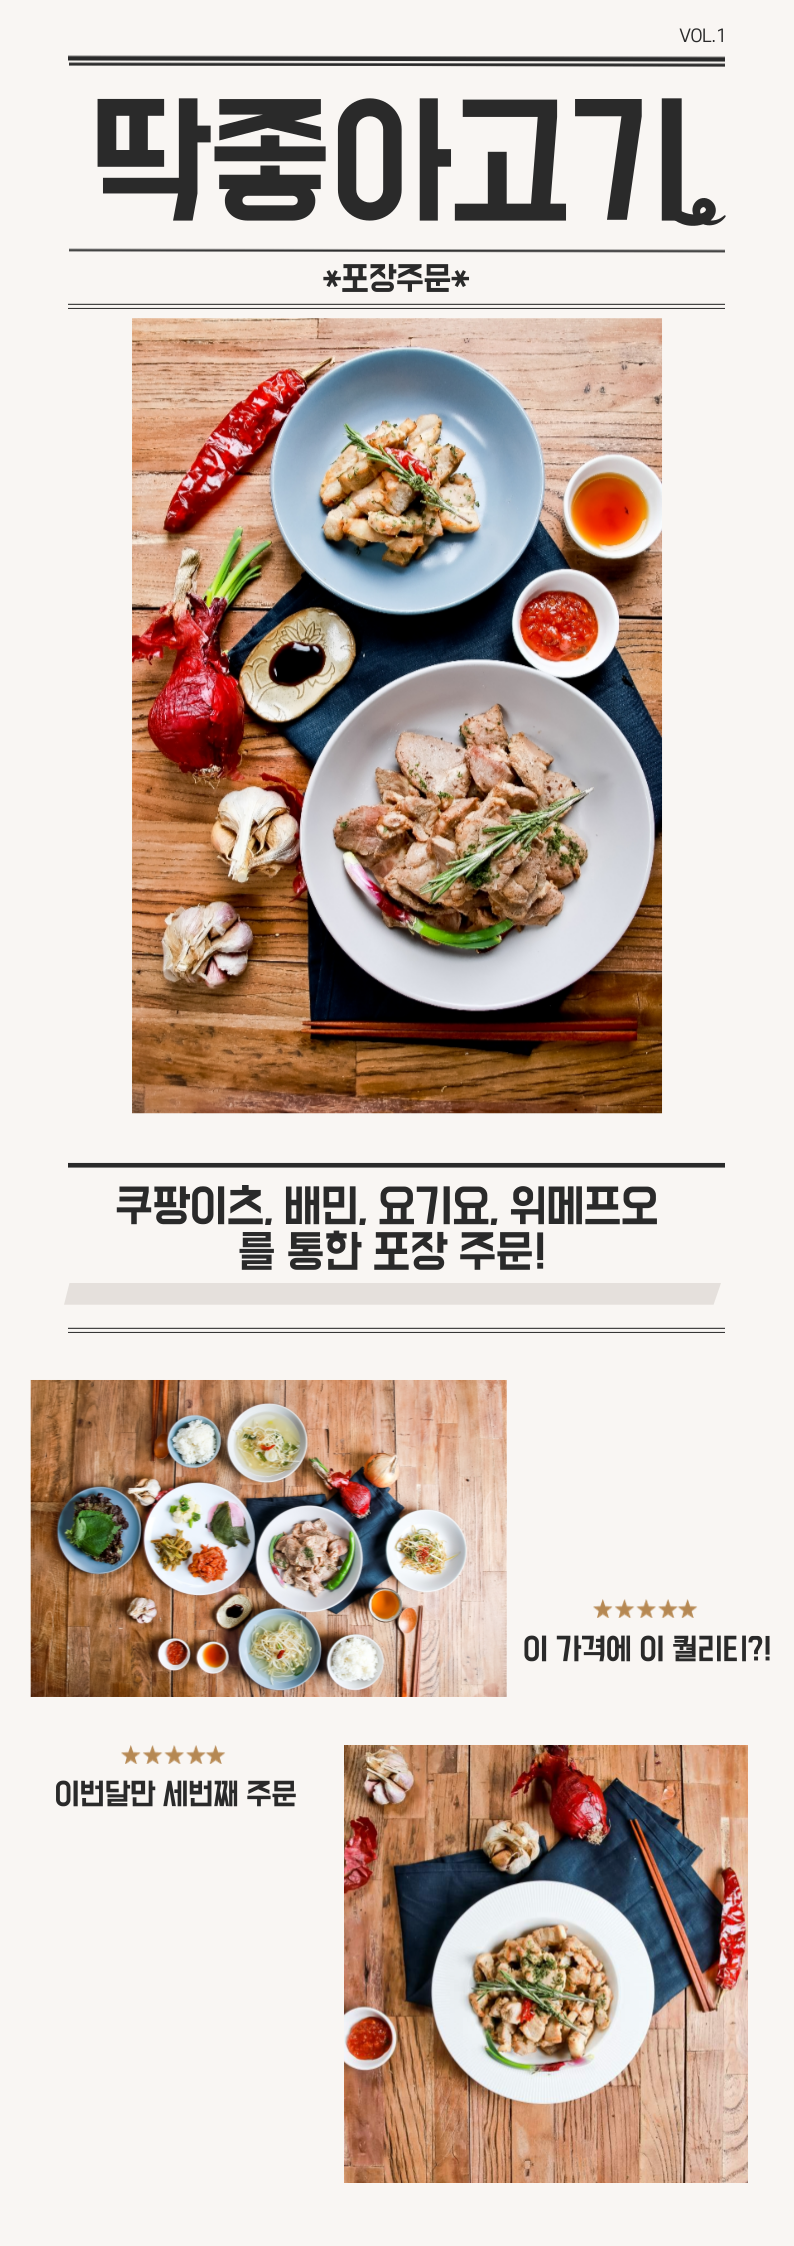 VOL.1
딱좋아고기
*포장주문*
쿠팡이츠, 배민, 요기요, 위메프오
를 통한 포장 주문!
★★★★★
이 가격에 이 퀄리티?!
★★★★★
이번달만 세번째 주문